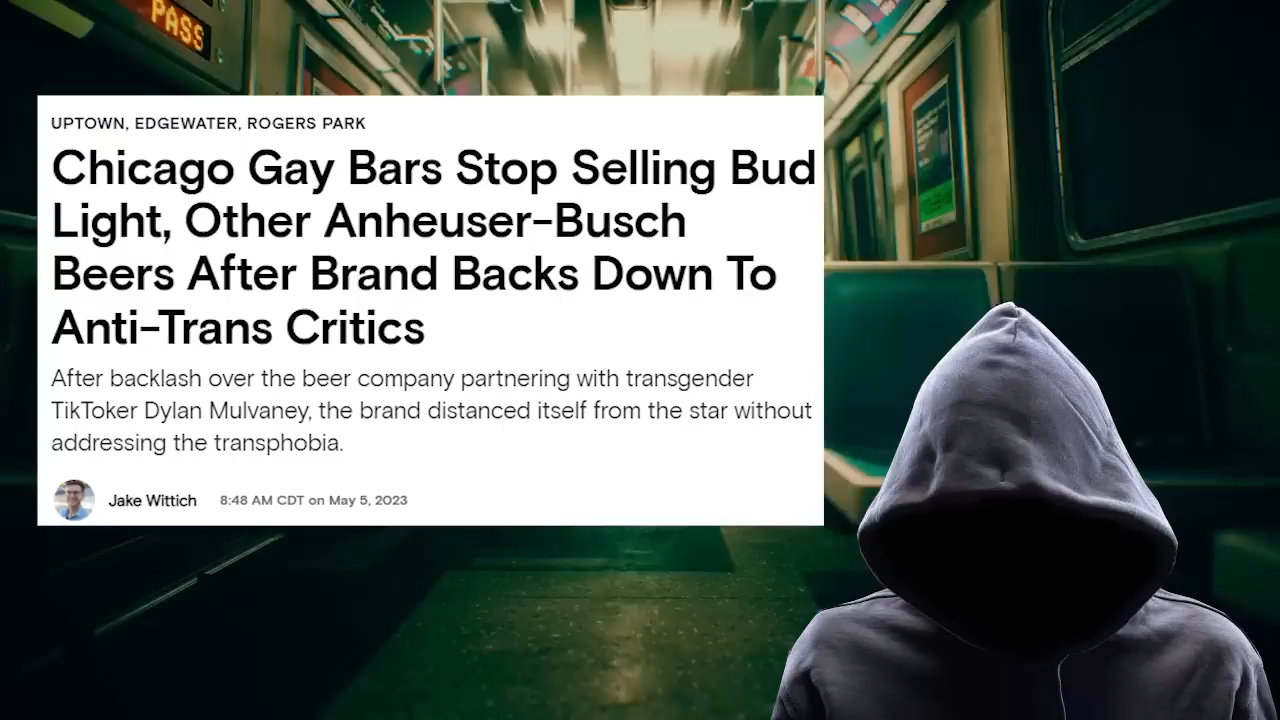 PASS
UPTOWN, EDGEWATER, ROGERS PARK
Chicago Gay Bars Stop Selling Bud
Light, Other Anheuser-Busch
Beers After Brand Backs Down To
Anti-Trans Critics
After backlash over the beer company partnering with transgender
TikToker Dylan Mulvaney, the brand distanced itself from the star without
addressing the transphobia.
Jake Wittich 8:48 AM CDT on May 5, 2023